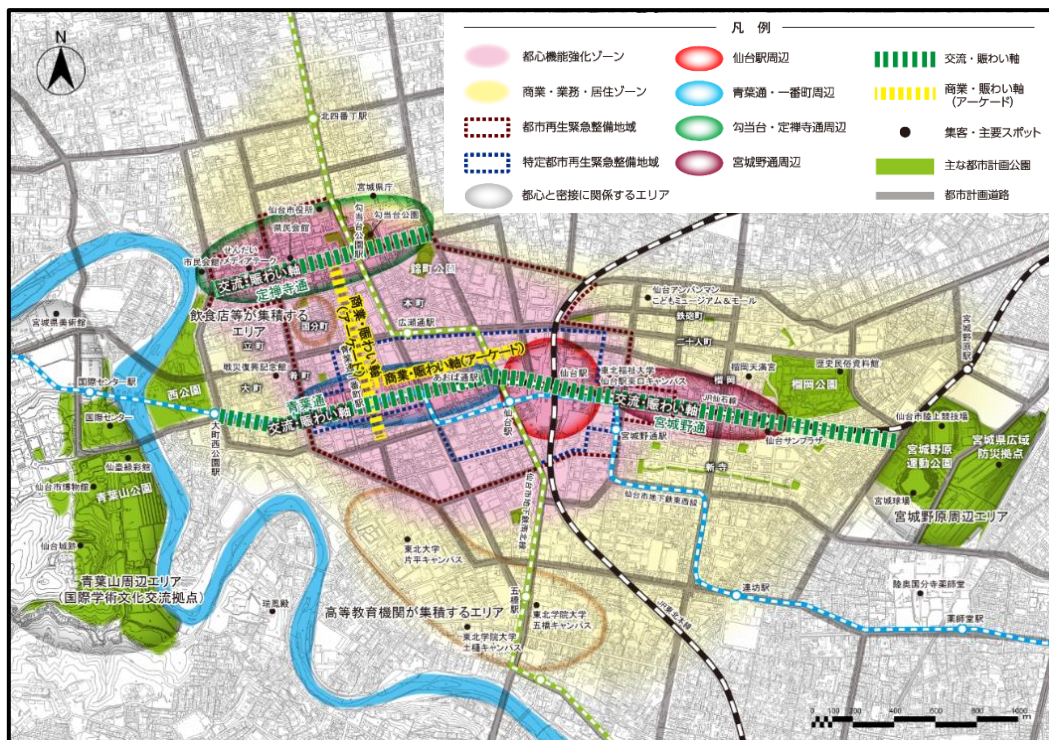 凡 例
都心機能強化ゾーン
商業・業務・居住ゾーン
都市再生緊急整備地域
特定都市再生緊急整備地域
都心と密接に関係するエリア
仙台駅周辺
青葉通・一番町周辺
勾当台・定禅寺通周辺
宮城野通周辺
交流・賑わい軸
商業・賑わい軸
(アーケード)
集客・主要スポット
主な都市計画公園
都市計画道路
N
北四番丁駅
宮城県庁
仙台市役所
県民会館
勾当台公園
勾当台公園駅
せんだい
メディアテーク
市民会館
交流・賑わい軸
定禅寺通
錦町公園
飲食店等が集積する
エリア
国分町
立町
本町
広瀬通駅
商業・賑わい軸
(アーケード)
宮城県美術館
仙台アンパンマン
こどもミュージアム&モール
鉄砲町
二十人町
宮城野原駅
戦災復興記念館
大町
西公園
国際センター駅
国際センター
商業・賑わい軸(アーケード)
あおば通駅
青葉通
交流・賑わい軸
仙台駅
仙台駅
東北福祉大学
仙台駅東口キャンパス
榴岡天満宮
歴史民俗資料館
榴岡
榴岡公園
JR仙石線
交流・賑わい軸
宮城野通
宮城野通駅
仙台サンプラザ
仙台市陸上競技場
宮城野原
運動公園
宮城県広域
防災拠点
宮城球場
宮城野原周辺エリア
大町西公園駅
仙臺緑彩館
仙台市博物館
青葉山公園
仙台城跡
青葉山周辺エリア
(国際学術文化交流拠点)
新寺
仙台市地下鉄東西線
仙台市地下鉄南北線
東北大学
片平キャンパス
瑞鳳殿
高等教育機関が集積するエリア
五橋駅
東北学院大学
五橋キャンパス
東北学院大学
土樋キャンパス
JR東北本線
連坊駅
陸奥国分寺薬師堂
薬師堂駅
0 100 200 400 600 800 1000
m